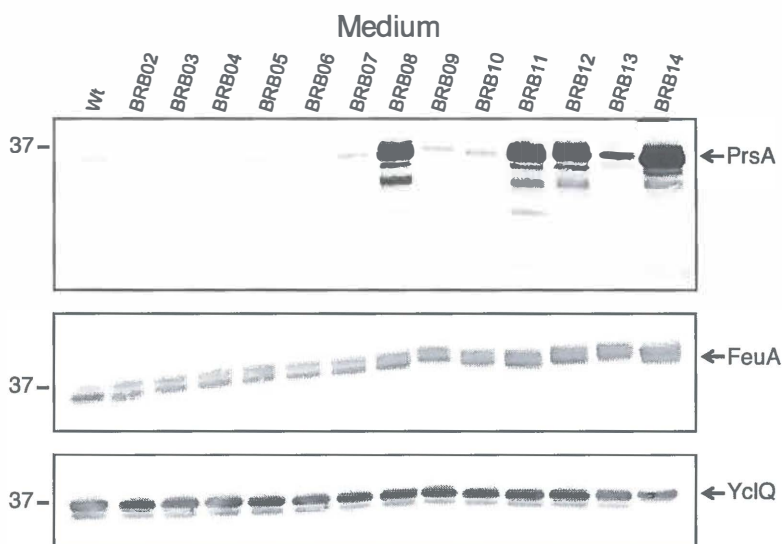 Medium
Wt BRB02 BRB03 BRB04 BRB05 BRB06 BRB07 BRB08 BRB09 BRB10 BRB11 BRB12 BRB13 BRB14
37 PrsA
FeuA
37
37 YclQ